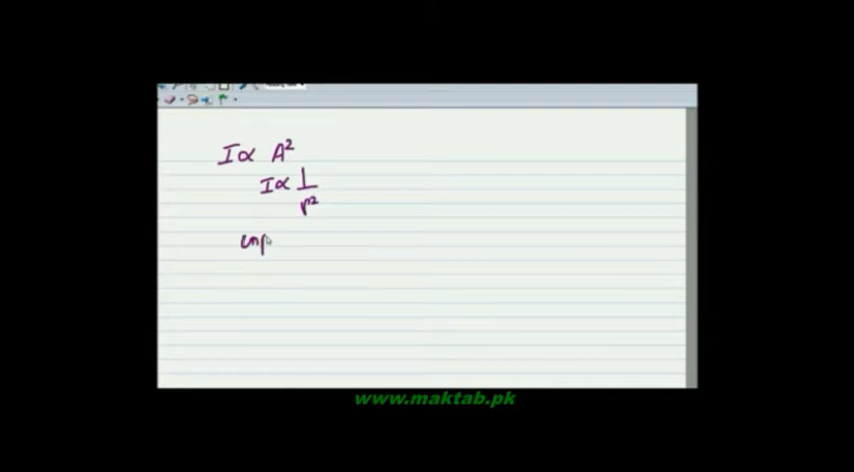 I ∝ A²
I ∝ 1/r²
www.maktab.pk